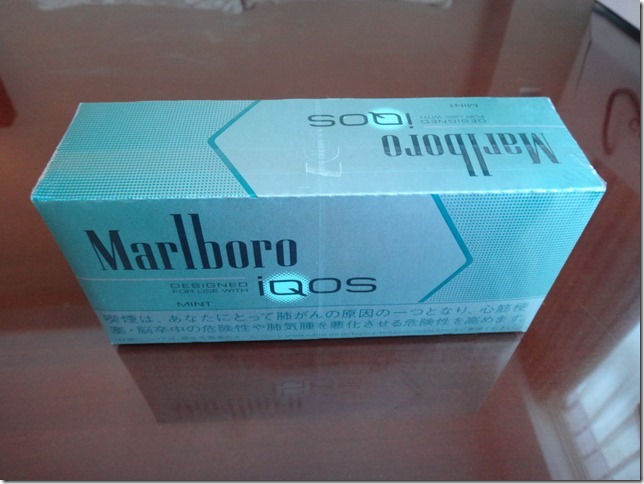 MINT
DESIGNED
FOR USE WITH
iQOS
Marlboro
Marlboro
DESIGNED
FOR USE WITH
iQOS
MINT
喫煙は、あなたにとって肺がんの原因の一つとなり、心筋梗
塞・脳卒中の危険性や肺気腫を悪化させる危険性を高めます。